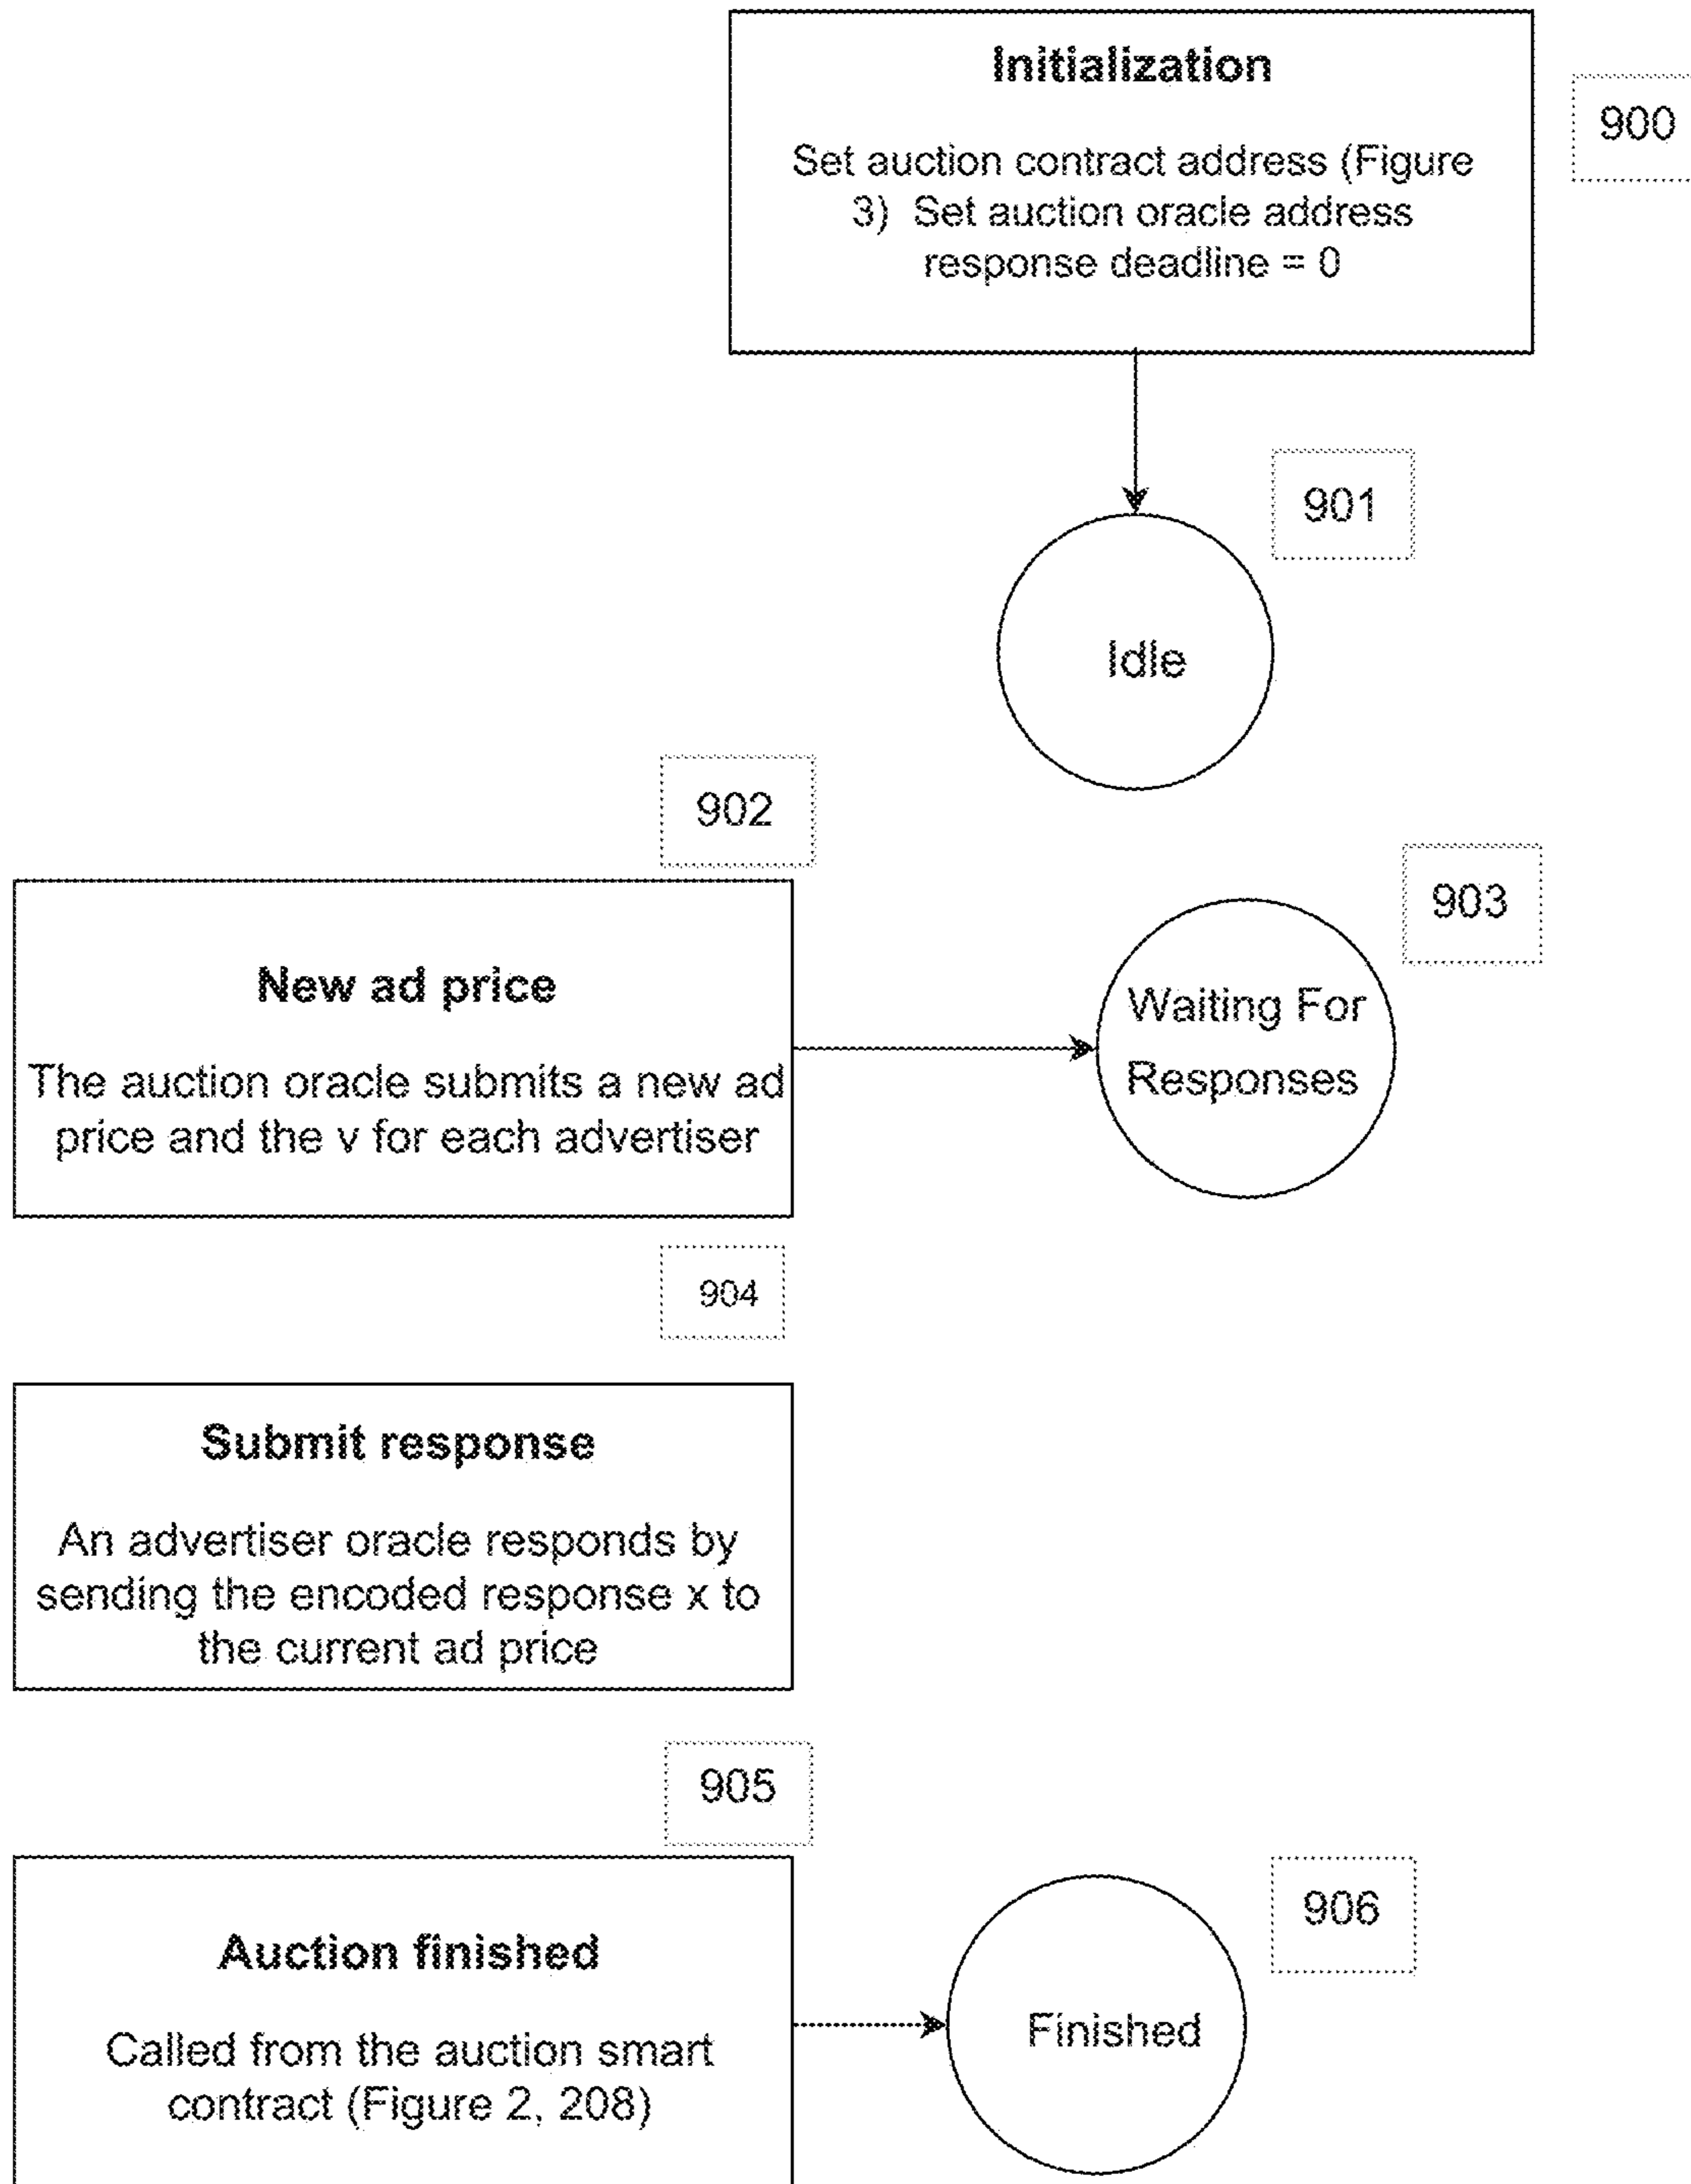 Initialization
900
Set auction contract address (Figure
3) Set auction oracle address
response deadline = 0
901
Idle
902
903
New ad price
The auction oracle submits a new ad
price and the v for each advertiser
Waiting For
Responses
904
Submit response
An advertiser oracle responds by
sending the encoded response x to
the current ad price
905
906
Auction finished
Called from the auction smart
contract (Figure 2, 208)
Finished